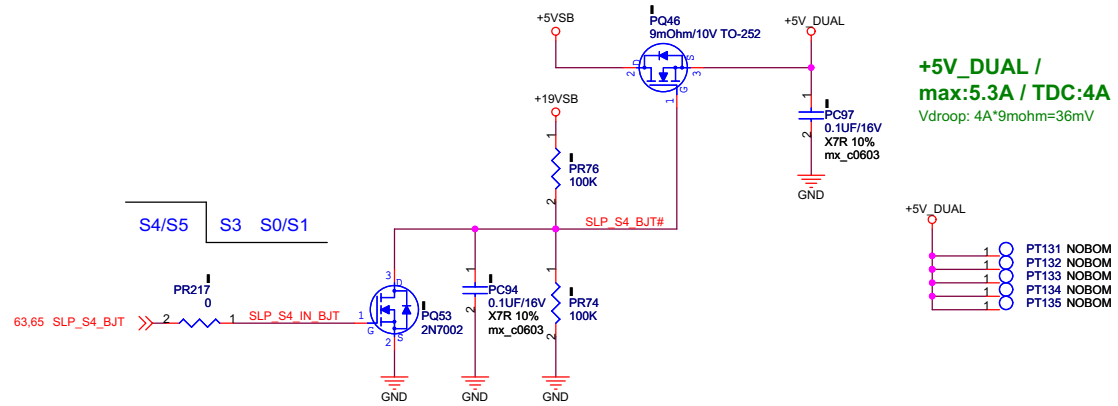 +5VSB
PQ46
9mOhm/10V TO-252
+5V_DUAL
D
S
G
2
3
1
+5V_DUAL /
max:5.3A / TDC:4A
Vdroop: 4A*9mohm=36mV
+19VSB
1
PC97
0.1UF/16V
X7R 10%
mx_c0603
2
GND
1
PR76
100K
2
S4/S5 S3 S0/S1
SLP_S4_BJT#
+5V_DUAL
1 PT131 NOBOM
1 PT132 NOBOM
1 PT133 NOBOM
1 PT134 NOBOM
1 PT135 NOBOM
PR217
0
63,65 SLP_S4_BJT
2
1
SLP_S4_IN_BJT
3
D
1
G
S
2
PQ53
2N7002
GND
1
PC94
0.1UF/16V
X7R 10%
mx_c0603
2
GND
1
PR74
100K
2
GND